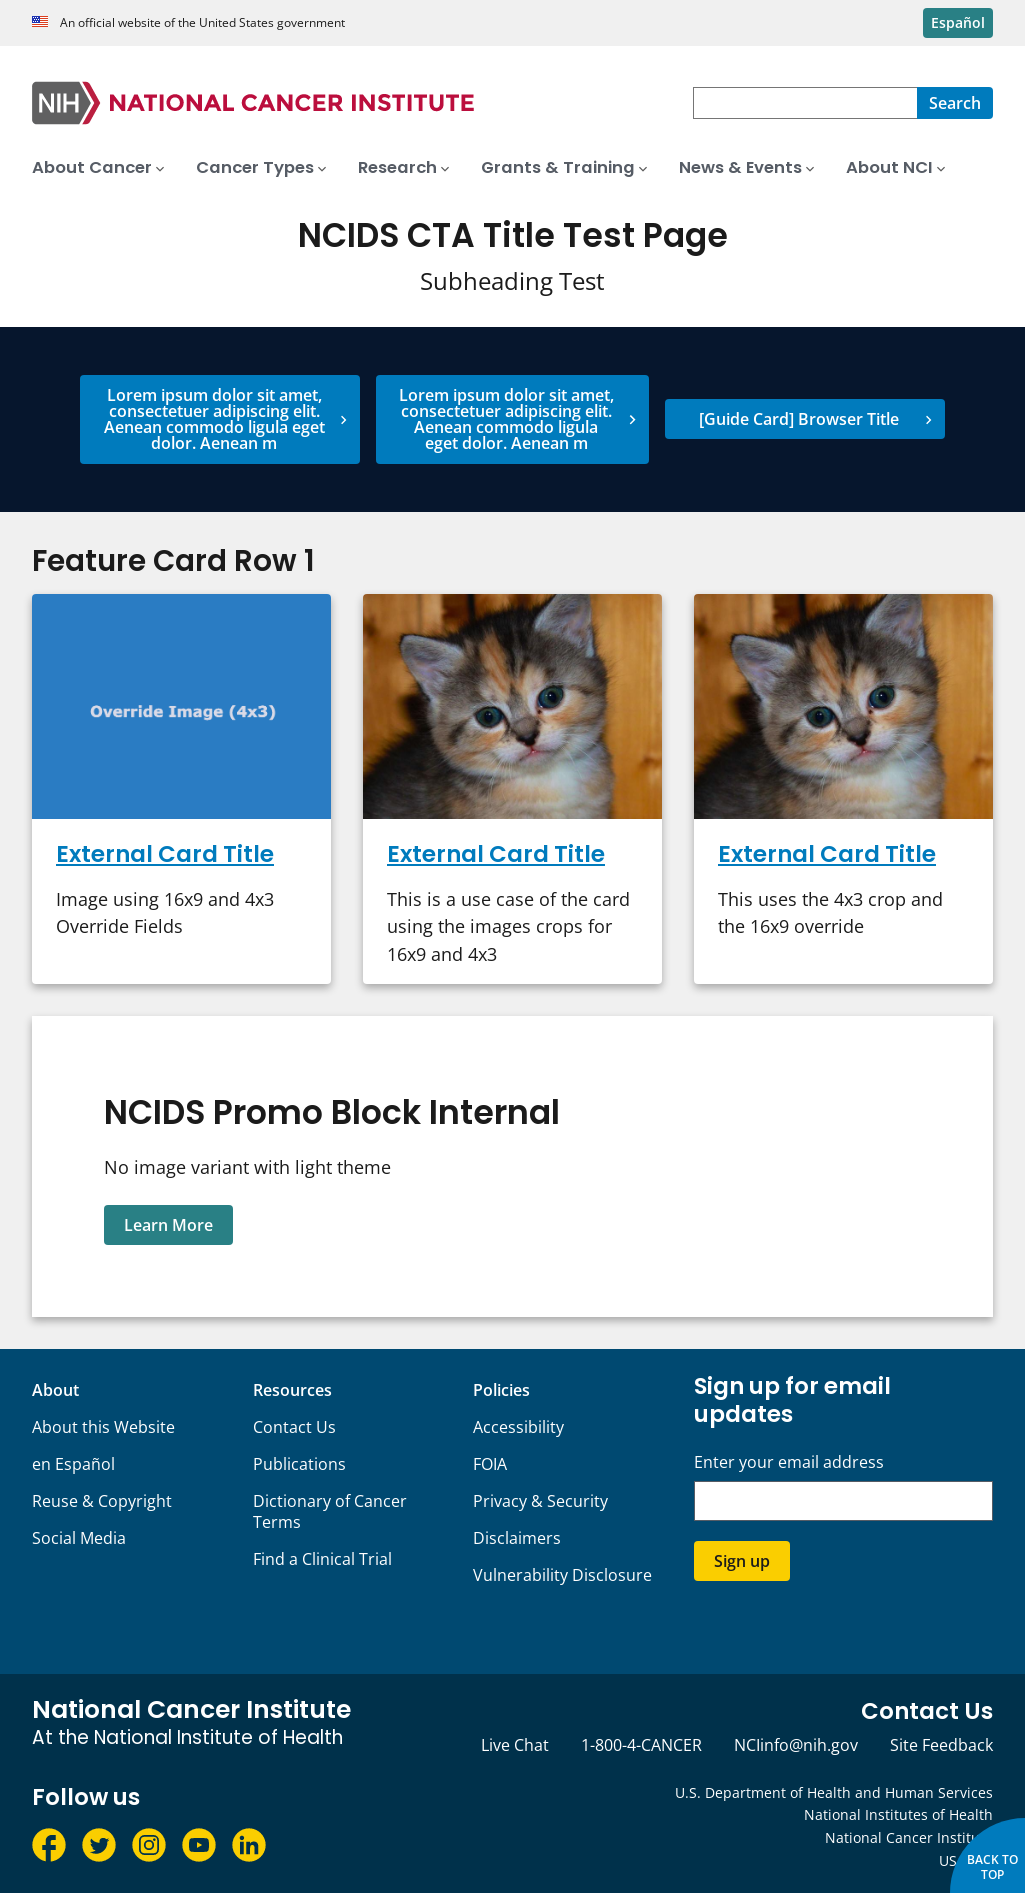 An official website of the United States government
Español
NIH NATIONAL CANCER INSTITUTE
Search
About Cancer
Cancer Types
Research
Grants & Training
News & Events
About NCI
NCIDS CTA Title Test Page
Subheading Test
Lorem ipsum dolor sit amet,
consectetuer adipiscing elit.
Aenean commodo ligula eget
dolor. Aenean m
Lorem ipsum dolor sit amet,
consectetuer adipiscing elit.
Aenean commodo ligula
eget dolor. Aenean m
[Guide Card] Browser Title
Feature Card Row 1
Override Image (4x3)
External Card Title
Image using 16x9 and 4x3
Override Fields
External Card Title
This is a use case of the card
using the images crops for
16x9 and 4x3
External Card Title
This uses the 4x3 crop and
the 16x9 override
NCIDS Promo Block Internal
No image variant with light theme
Learn More
About
About this Website
en Español
Reuse & Copyright
Social Media
Resources
Contact Us
Publications
Dictionary of Cancer
Terms
Find a Clinical Trial
Policies
Accessibility
FOIA
Privacy & Security
Disclaimers
Vulnerability Disclosure
Sign up for email
updates
Enter your email address
Sign up
National Cancer Institute
At the National Institute of Health
Follow us
Contact Us
Live Chat
1-800-4-CANCER
NCIinfo@nih.gov
Site Feedback
U.S. Department of Health and Human Services
National Institutes of Health
National Cancer
BACK TO
TOP